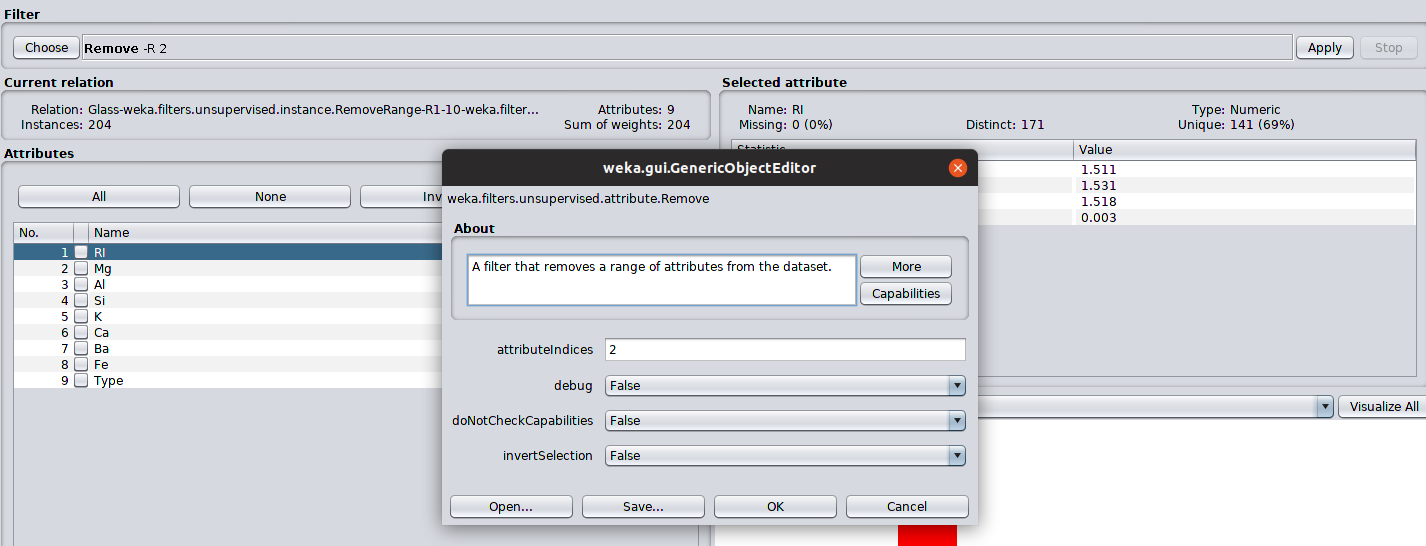 Filter
Choose Remove -R 2 Apply Stop
Current relation
Relation: Glass-weka.filters.unsupervised.instance.RemoveRange-R1-10-weka.filter... Attributes: 9
Instances: 204 Sum of weights: 204
Selected attribute
Name: RI Type: Numeric
Missing: 0 (0%) Distinct: 171 Unique: 141 (69%)
Value
1.511
1.531
1.518
0.003
Visualize All
Attributes
All None Inv
No. Name
1 RI
2 Mg
3 Al
4 Si
5 K
6 Ca
7 Ba
8 Fe
9 Type
weka.gui.GenericObjectEditor
weka.filters.unsupervised.attribute.Remove
About
A filter that removes a range of attributes from the dataset.
More
Capabilities
attributeIndices 2
debug False
doNotCheckCapabilities False
invertSelection False
Open... Save... OK Cancel